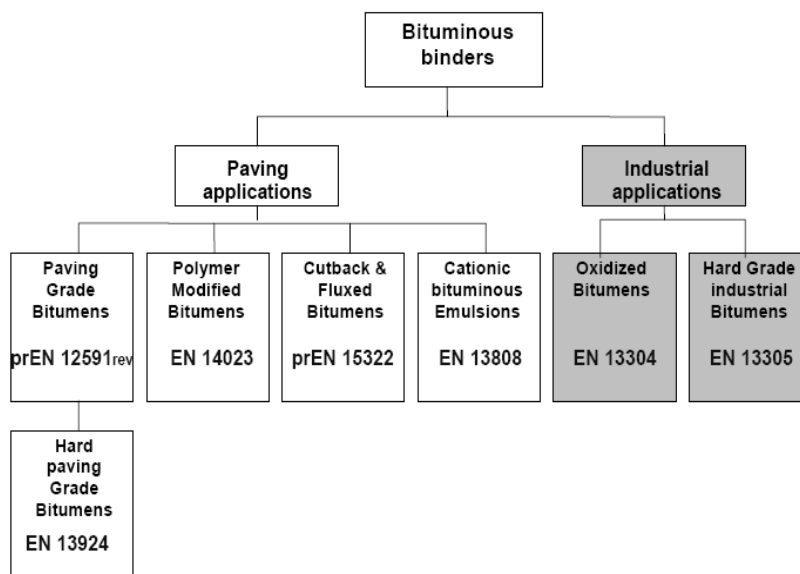 Bituminous
binders
Paving
applications
Industrial
applications
Paving
Grade
Bitumens
prEN 12591rev
Polymer
Modified
Bitumens
EN 14023
Cutback &
Fluxed
Bitumens
prEN 15322
Cationic
bituminous
Emulsions
EN 13808
Oxidized
Bitumens
EN 13304
Hard Grade
industrial
Bitumens
EN 13305
Hard
paving
Grade
Bitumens
EN 13924